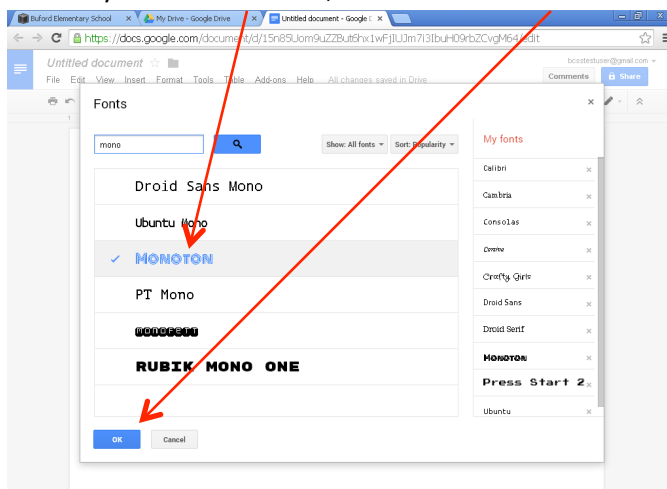 Buford Elementary School × My Drive - Google Drive × Untitled document - Google D ×
https://docs.google.com/document/d/15n85Uom9uZZBut6hx1wFjIUJm7i3IbuH09rbZCvgM64/edit
Untitled document bcsstestuser@gmail.com
File Edit View Insert Format Tools Table Add-ons Help All changes saved in Drive Comments Share
Fonts ×
My fonts
mono Show: All fonts Sort: Popularity
Calibri ×
Droid Sans Mono
Cambria ×
Ubuntu Mono
Consolas ×
Monoton
Corsiva ×
Crafty Girls ×
PT Mono
Droid Sans ×
Monofett
Droid Serif ×
Monoton ×
Rubik Mono One
Press Start 2 ×
Ubuntu ×
OK Cancel